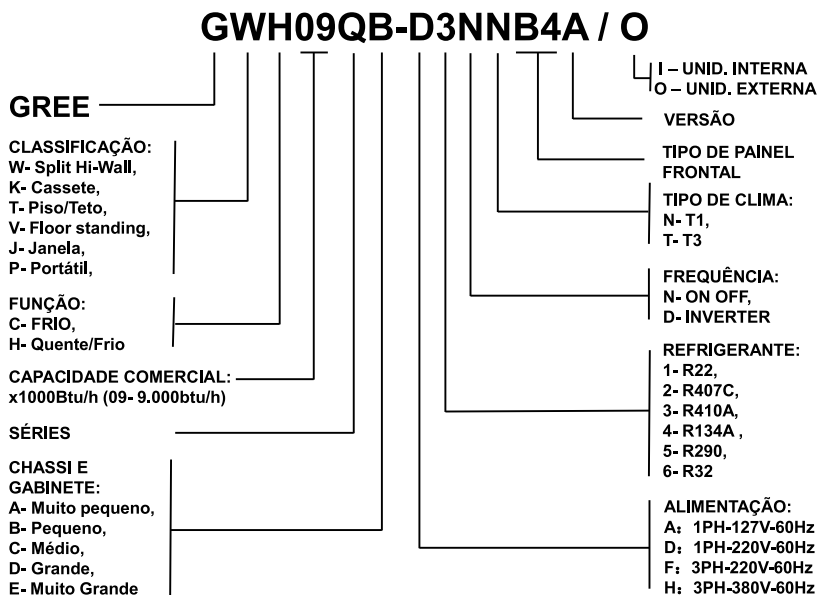 GWH09QB-D3NNB4A / O
GREE
CLASSIFICAÇÃO:
W- Split Hi-Wall,
K- Cassete,
T- Piso/Teto,
V- Floor standing,
J- Janela,
P- Portátil,
FUNÇÃO:
C- FRIO,
H- Quente/Frio
CAPACIDADE COMERCIAL:
x1000Btu/h (09- 9.000btu/h)
SÉRIES
CHASSI E
GABINETE:
A- Muito pequeno,
B- Pequeno,
C- Médio,
D- Grande,
E- Muito Grande
I – UNID. INTERNA
O – UNID. EXTERNA
VERSÃO
TIPO DE PAINEL
FRONTAL
TIPO DE CLIMA:
N- T1,
T- T3
FREQUÊNCIA:
N- ON OFF,
D- INVERTER
REFRIGERANTE:
1- R22,
2- R407C,
3- R410A,
4- R134A ,
5- R290,
6- R32
ALIMENTAÇÃO:
A: 1PH-127V-60Hz
D: 1PH-220V-60Hz
F: 3PH-220V-60Hz
H: 3PH-380V-60Hz